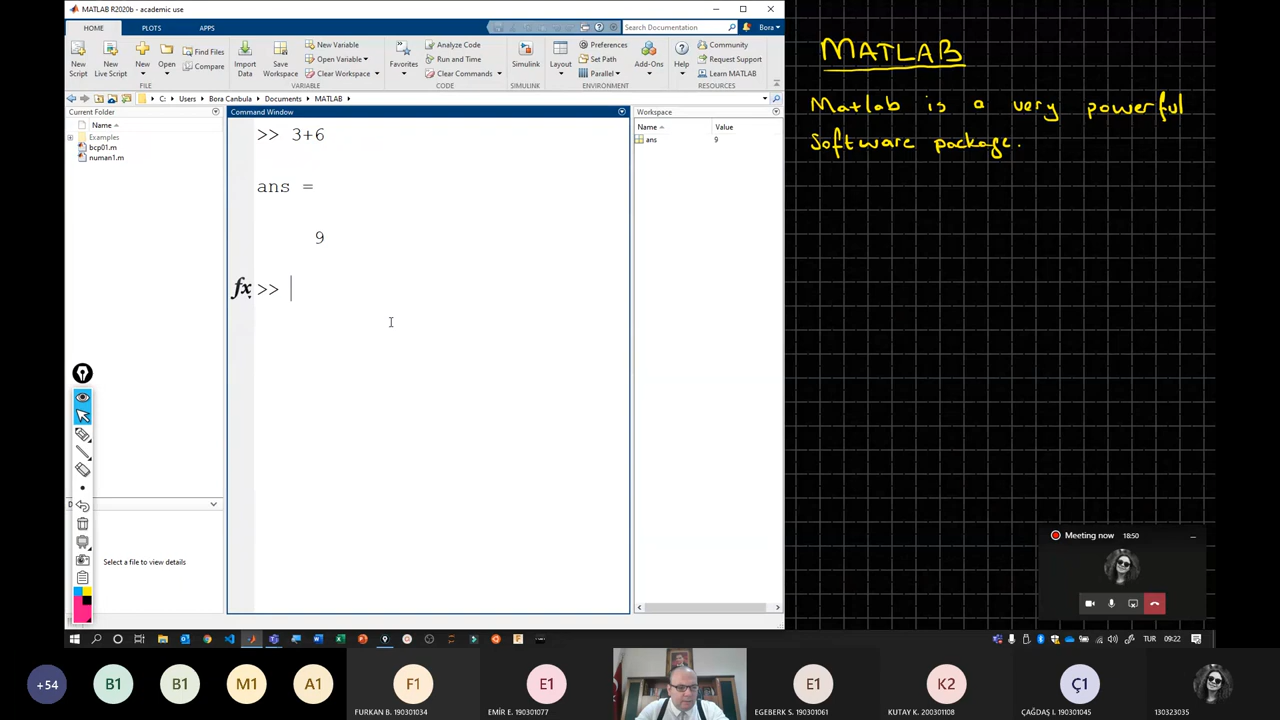 MATLAB R2020b - academic use
HOME PLOTS APPS
Search Documentation
Bora
New Script
New Live Script
New
Open
Find Files
Compare
Import Data
Save Workspace
New Variable
Open Variable
Clear Workspace
Favorites
Analyze Code
Run and Time
Clear Commands
Simulink
Layout
Preferences
Set Path
Parallel
Add-Ons
Help
Community
Request Support
Learn MATLAB
FILE VARIABLE CODE SIMULINK ENVIRONMENT RESOURCES
C: Users Bora Canbula Documents MATLAB
Current Folder
Name
Examples
bcp01.m
numan1.m
Select a file to view details
Command Window
>> 3+6
ans =
9
fx >>
Workspace
Name Value
ans 9
MATLAB
Matlab is a very powerful
Software package.
Meeting now 18:50
TUR 09:22
+54
B1
B1
M1
A1
F1
FURKAN B. 190301034
E1
EMİR E. 190301077
E1
EGEBERK S. 190301061
K2
KUTAY K. 200301108
Ç1
ÇAĞDAŞ I. 190301045
130323035